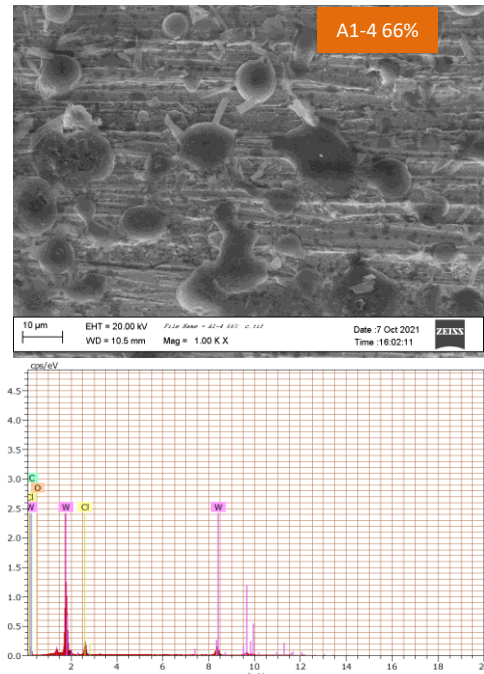 A1-4 66%
10 µm
EHT = 20.00 kV
File Name = A1-4 66% c.tif
Date :7 Oct 2021
ZEISS
WD = 10.5 mm
Mag = 1.00 K X
Time :16:02:11
cps/eV
4.5
4.0
3.5
3.0
2.5
2.0
1.5
1.0
0.5
0.0
C
O
Cl
W
W
Cl
W
2
4
6
8
10
12
14
16
18